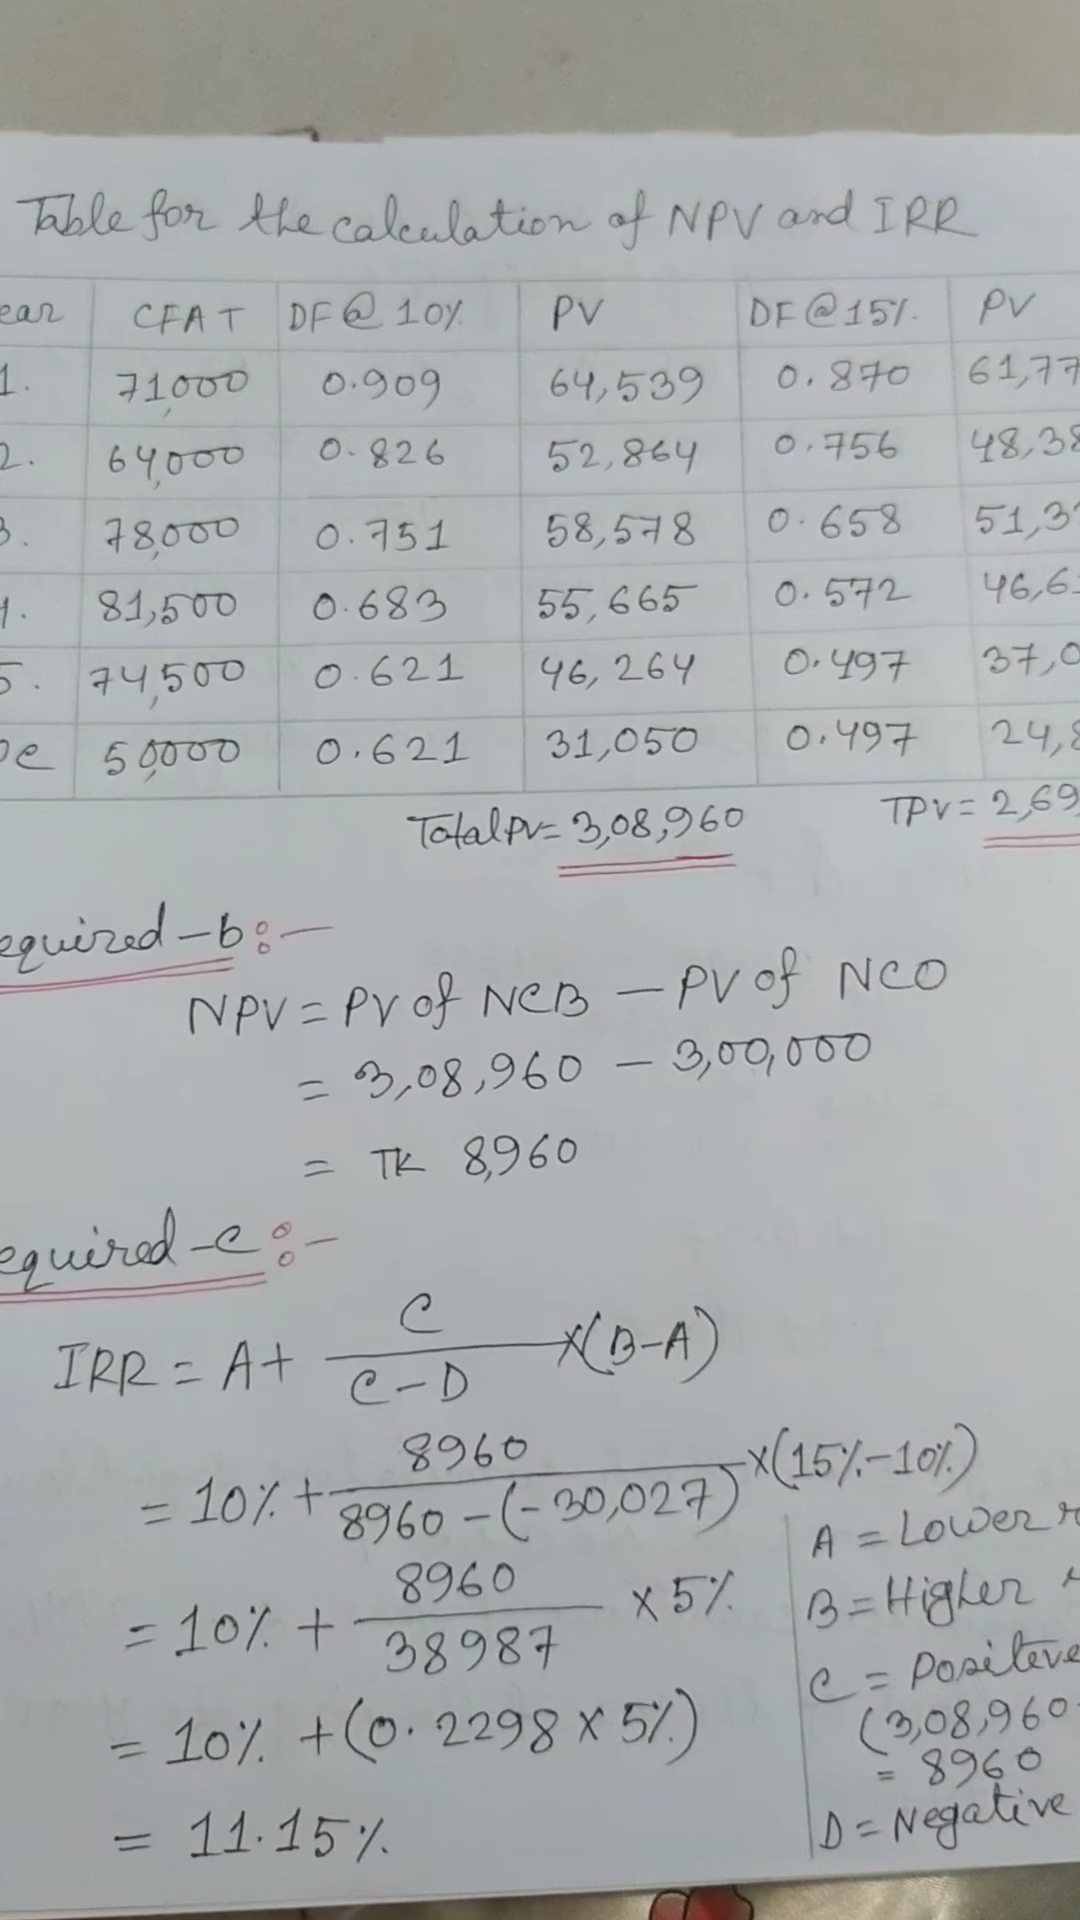 Table for the calculation of NPV and IRR
ear CFAT DF@ 10% PV DF@15%. PV
1. 71,000 0.909 64,539 0.870 61,77
2. 64,000 0.826 52,864 0.756 48,38
3. 78,000 0.751 58,578 0.658 51,3
4. 81,500 0.683 55,665 0.572 46,6
5. 74,500 0.621 46,264 0.497 37,0
50,000 0.621 31,050 0.497 24,8
Total PV= 3,08,960 TPV= 2,69
equired-b:-
NPV = PV of NCB - PV of NCO
= 3,08,960 - 3,00,000
= TK 8,960
equired-c:-
IRR = A+ C/C-D ×(B-A)
= 10% + 8960/8960-(-30,027) ×(15%-10%)
= 10% + 8960/38987 × 5%
= 10% + (0.2298 × 5%)
= 11.15%
A = Lower
B = Higher
C = Positive
(3,08,960
= 8960
D = Negative